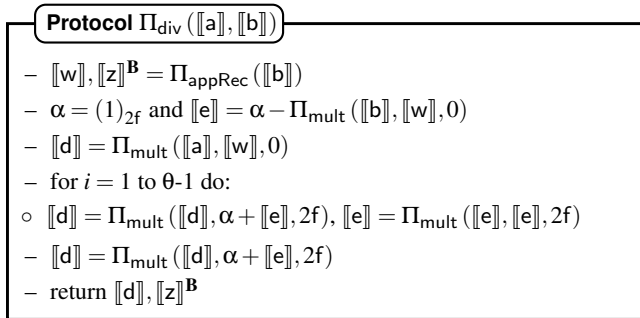 Protocol Π_div(⟦a⟧,⟦b⟧)
– ⟦w⟧,⟦z⟧^B = Π_appRec(⟦b⟧)
– α = (1)_2f and ⟦e⟧ = α − Π_mult(⟦b⟧,⟦w⟧,0)
– ⟦d⟧ = Π_mult(⟦a⟧,⟦w⟧,0)
– for i = 1 to θ-1 do:
○ ⟦d⟧ = Π_mult(⟦d⟧,α+⟦e⟧,2f), ⟦e⟧ = Π_mult(⟦e⟧,⟦e⟧,2f)
– ⟦d⟧ = Π_mult(⟦d⟧,α+⟦e⟧,2f)
– return ⟦d⟧,⟦z⟧^B